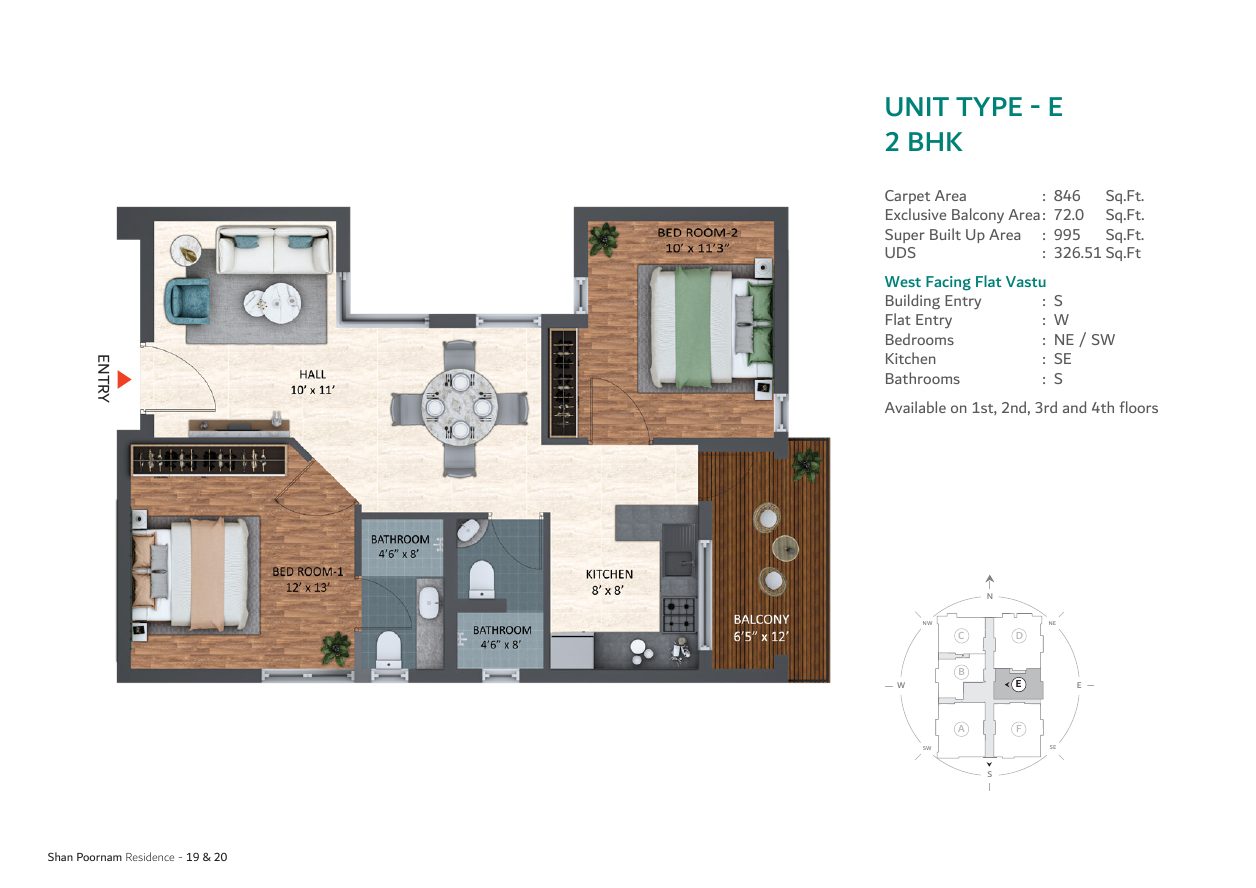 UNIT TYPE - E
2 BHK
Carpet Area : 846 Sq.Ft.
Exclusive Balcony Area : 72.0 Sq.Ft.
Super Built Up Area : 995 Sq.Ft.
UDS : 326.51 Sq.Ft
West Facing Flat Vastu
Building Entry : S
Flat Entry : W
Bedrooms : NE / SW
Kitchen : SE
Bathrooms : S
Available on 1st, 2nd, 3rd and 4th floors
BED ROOM-2
10’ x 11’3”
ENTRY
HALL
10’ x 11’
BED ROOM-1
12’ x 13’
BATHROOM
4’6” x 8’
BATHROOM
4’6” x 8’
KITCHEN
8’ x 8’
BALCONY
6’5” x 12’
N
NW
NE
C
D
B
W
E
E
A
F
SW
SE
S
Shan Poornam Residence - 19 & 20